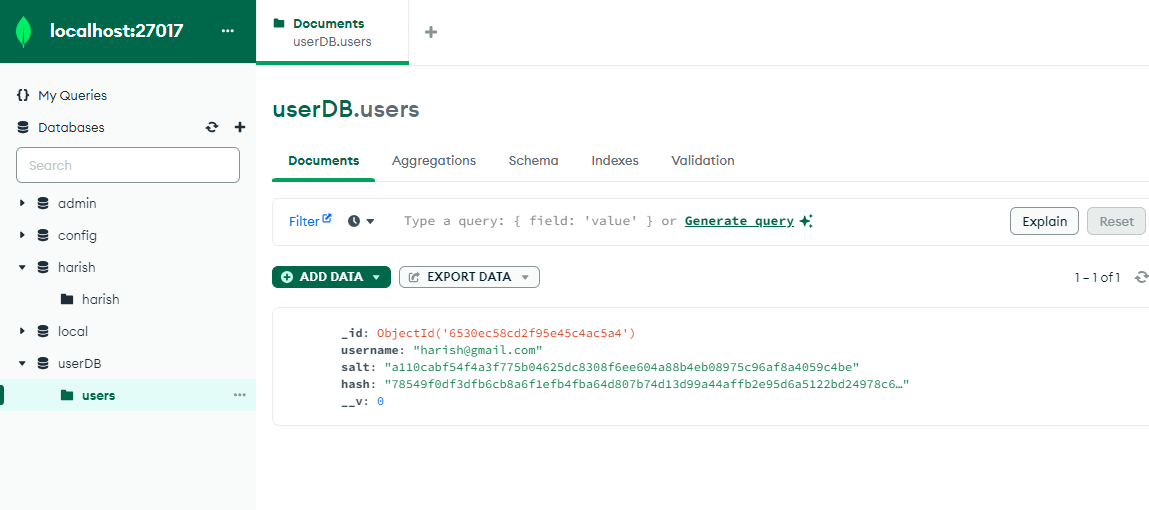 localhost:27017 ...
Documents
userDB.users
+
{} My Queries
Databases
Search
admin
config
harish
harish
local
userDB
users ...
userDB.users
Documents Aggregations Schema Indexes Validation
Filter Type a query: { field: 'value' } or Generate query Explain Reset
ADD DATA EXPORT DATA 1 – 1 of 1
_id: ObjectId('6530ec58cd2f95e45c4ac5a4')
username: "harish@gmail.com"
salt: "a110cabf54f4a3f775b04625dc8308f6ee604a88b4eb08975c96af8a4059c4be"
hash: "78549f0df3dfb6cb8a6f1efb4fba64d807b74d13d99a44affb2e95d6a5122bd24978c6…"
__v: 0